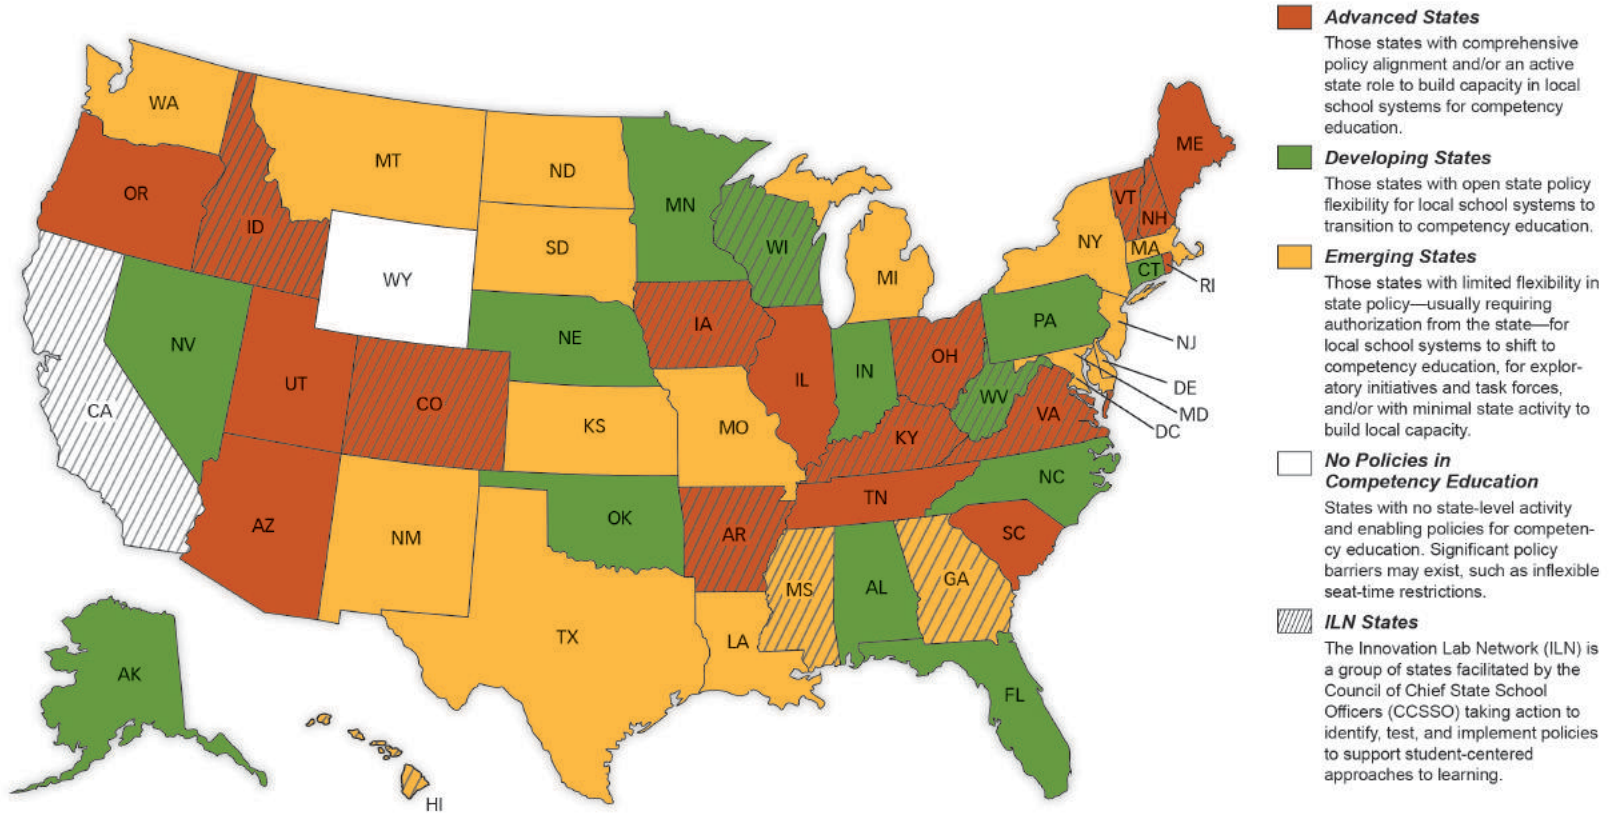 WA
MT
ND
MN
ME
OR
ID
SD
WI
VT
NH
WY
MI
NY
MA
CT
RI
NV
NE
IA
PA
NJ
CA
UT
CO
IL
IN
OH
WV
VA
DE
MD
DC
KS
MO
KY
AZ
NM
OK
AR
TN
NC
SC
MS
AL
GA
TX
LA
AK
FL
HI
Advanced States
Those states with comprehensive
policy alignment and/or an active
state role to build capacity in local
school systems for competency
education.
Developing States
Those states with open state policy
flexibility for local school systems to
transition to competency education.
Emerging States
Those states with limited flexibility in
state policy—usually requiring
authorization from the state—for
local school systems to shift to
competency education, for explor-
atory initiatives and task forces,
and/or with minimal state activity to
build local capacity.
No Policies in
Competency Education
States with no state-level activity
and enabling policies for competen-
cy education. Significant policy
barriers may exist, such as inflexible
seat-time restrictions.
ILN States
The Innovation Lab Network (ILN) is
a group of states facilitated by the
Council of Chief State School
Officers (CCSSO) taking action to
identify, test, and implement policies
to support student-centered
approaches to learning.